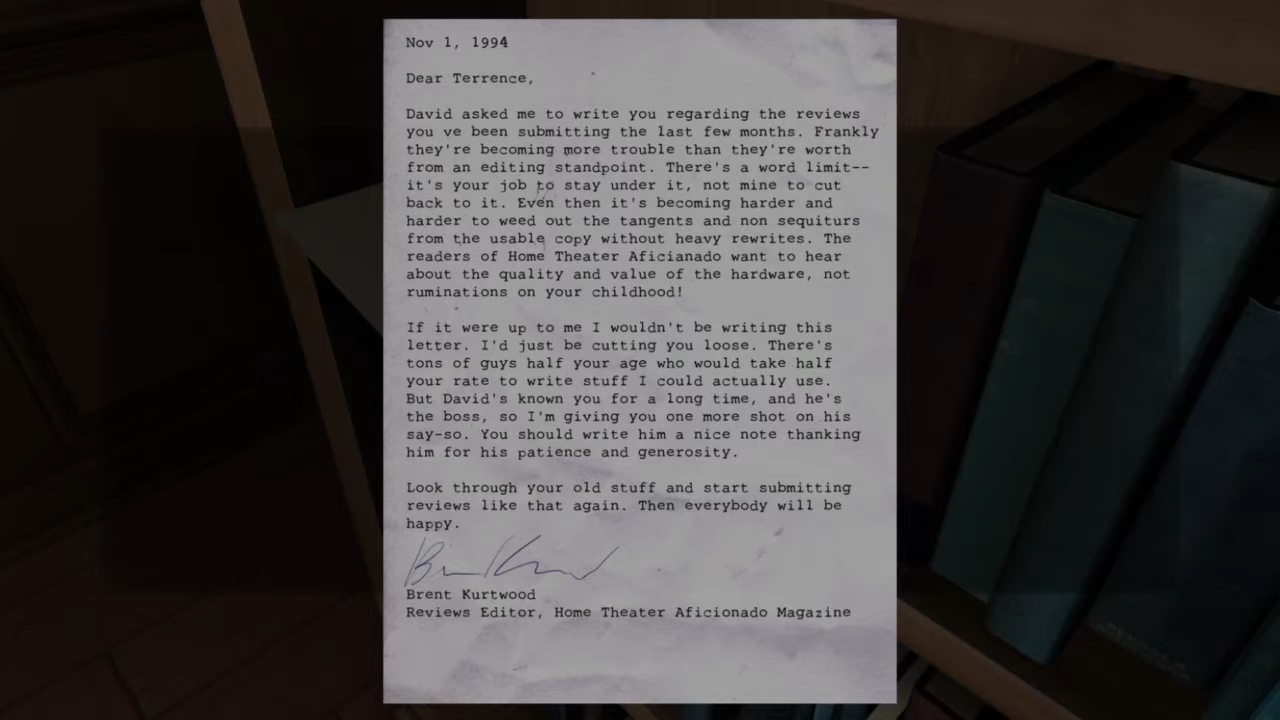 Nov 1, 1994
Dear Terrence,
David asked me to write you regarding the reviews
you ve been submitting the last few months. Frankly
they're becoming more trouble than they're worth
from an editing standpoint. There's a word limit--
it's your job to stay under it, not mine to cut
back to it. Even then it's becoming harder and
harder to weed out the tangents and non sequiturs
from the usable copy without heavy rewrites. The
readers of Home Theater Aficianado want to hear
about the quality and value of the hardware, not
ruminations on your childhood!
If it were up to me I wouldn't be writing this
letter. I'd just be cutting you loose. There's
tons of guys half your age who would take half
your rate to write stuff I could actually use.
But David's known you for a long time, and he's
the boss, so I'm giving you one more shot on his
say-so. You should write him a nice note thanking
him for his patience and generosity.
Look through your old stuff and start submitting
reviews like that again. Then everybody will be
happy.
Brent Kurtwood
Reviews Editor, Home Theater Aficionado Magazine